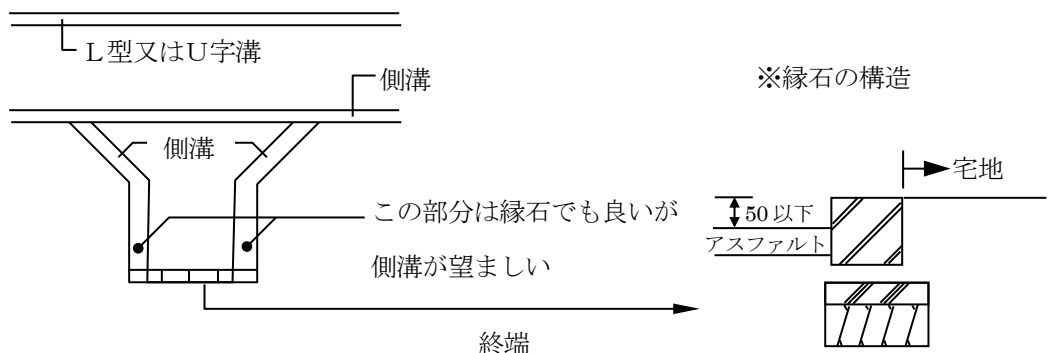 L型又はU字溝
側溝
※縁石の構造
側溝
宅地
50以下
この部分は縁石でも良いが
アスファルト
側溝が望ましい
終端